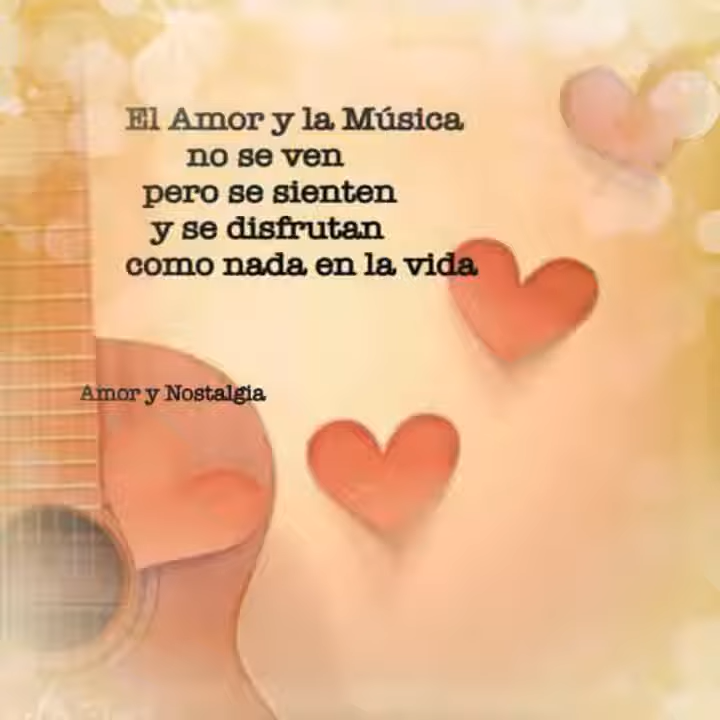 El Amor y la Música
no se ven
pero se sienten
y se disfrutan
como nada en la vida
Amor y Nostalgia